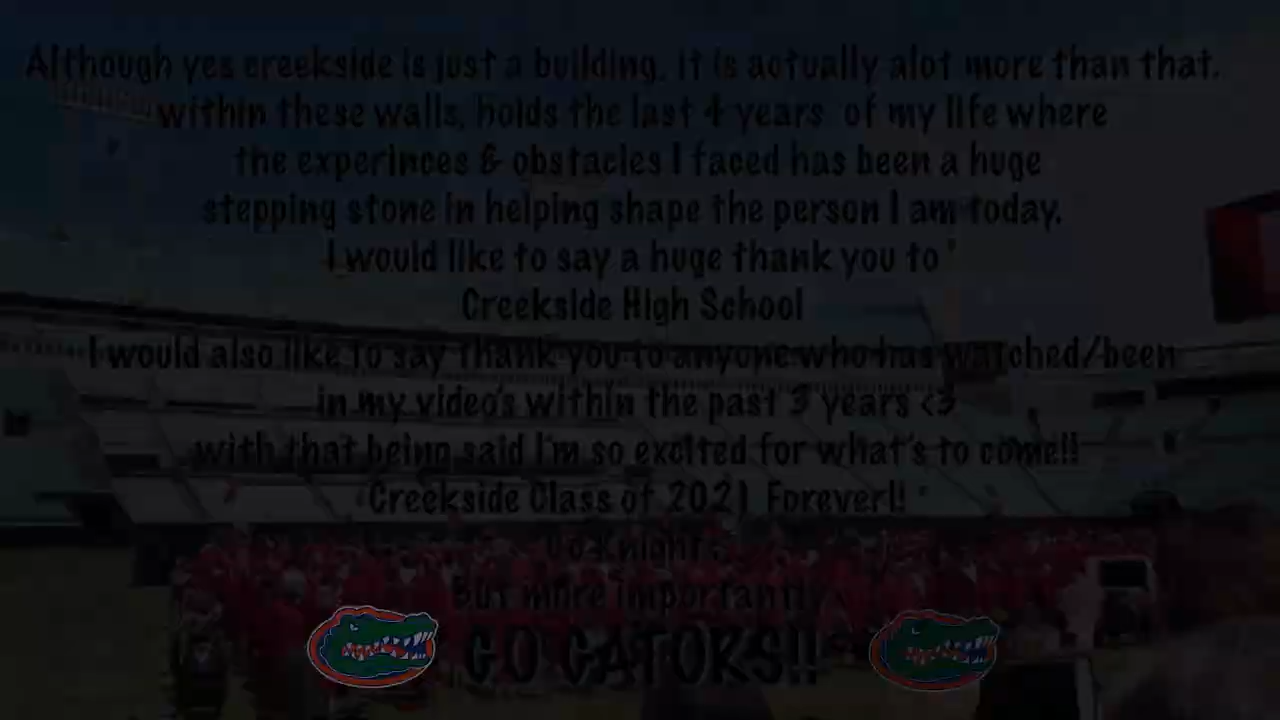 Although yes creekside is just a building, it is actually alot more than that.
within these walls, holds the last 4 years of my life where
the experinces & obstacles I faced has been a huge
stepping stone in helping shape the person I am today.
I would like to say a huge thank you to
Creekside High School
I would also like to say thank you to anyone who has watched/been
in my video's within the past 3 years <3
with that being said I'm so excited for what's to come!!
Creekside Class of 2021 Forever!!
Go Knights
But more importantly
GO GATORS!!